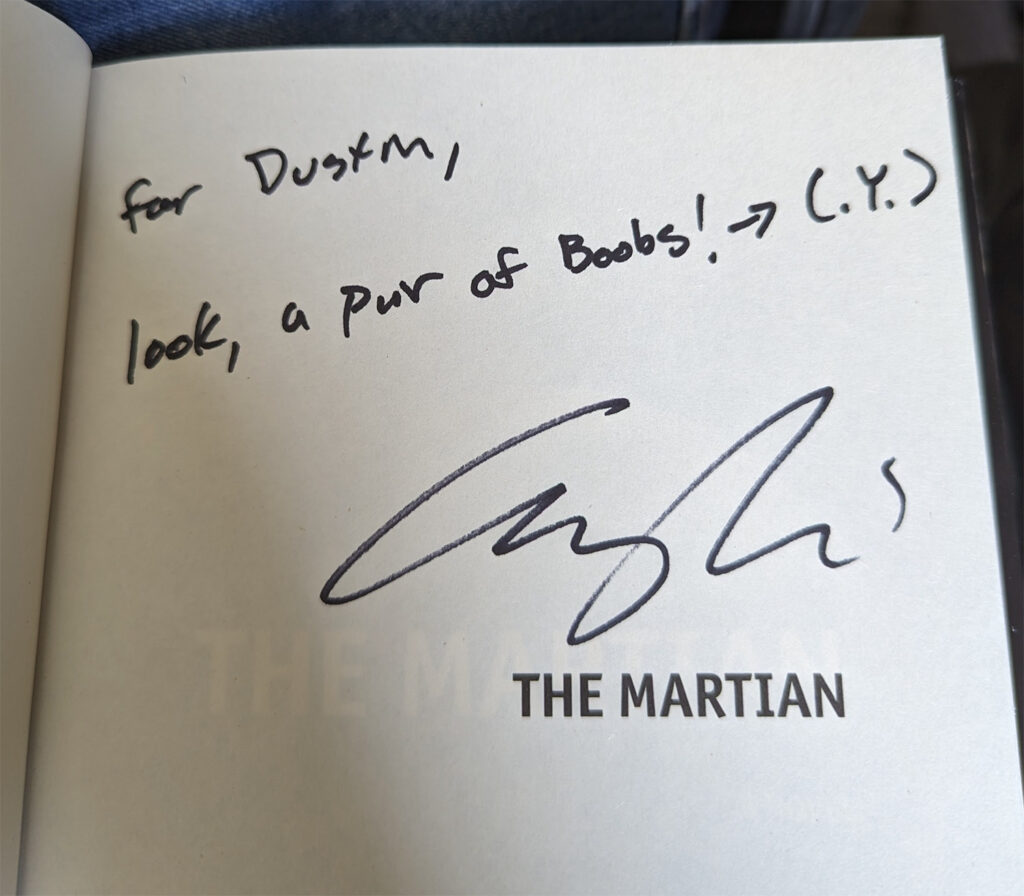 for Dustin,
look, a pair of Boobs! → (.Y.)
THE MARTIAN